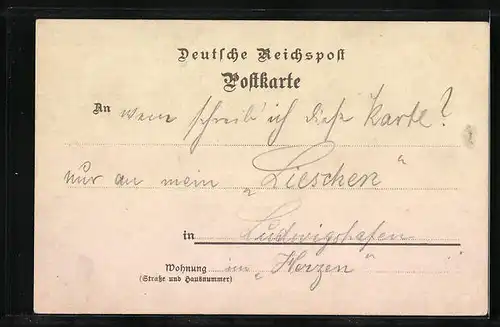 Deutsche Reichspost
Postkarte
An wem schreib' ich diese Karte?
nur an mein „Lieschen“
in Ludwigshafen
Wohnung im „Herzen“
(Straße und Hausnummer)